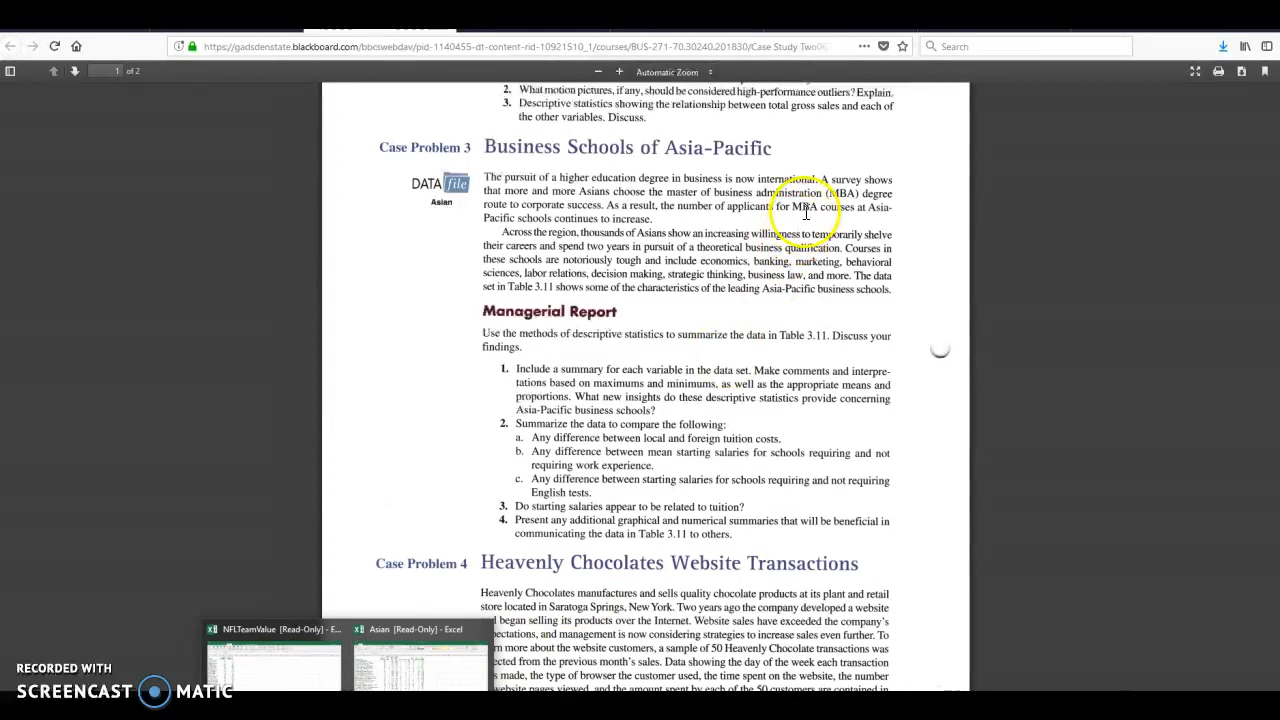 https://gadsdenstate.blackboard.com/bbcswebdav/pid-1140455-dt-content-rid-10921510_1/courses/BUS-271-70.30240.201830/Case Study Two
Search
1 of 2
Automatic Zoom
2. What motion pictures, if any, should be considered high-performance outliers? Explain.
3. Descriptive statistics showing the relationship between total gross sales and each of
the other variables. Discuss.
Case Problem 3 Business Schools of Asia-Pacific
DATA file
Asian
The pursuit of a higher education degree in business is now international. A survey shows
that more and more Asians choose the master of business administration (MBA) degree
route to corporate success. As a result, the number of applicants for MBA courses at Asia-
Pacific schools continues to increase.
Across the region, thousands of Asians show an increasing willingness to temporarily shelve
their careers and spend two years in pursuit of a theoretical business qualification. Courses in
these schools are notoriously tough and include economics, banking, marketing, behavioral
sciences, labor relations, decision making, strategic thinking, business law, and more. The data
set in Table 3.11 shows some of the characteristics of the leading Asia-Pacific business schools.
Managerial Report
Use the methods of descriptive statistics to summarize the data in Table 3.11. Discuss your
findings.
1. Include a summary for each variable in the data set. Make comments and interpre-
tations based on maximums and minimums, as well as the appropriate means and
proportions. What new insights do these descriptive statistics provide concerning
Asia-Pacific business schools?
2. Summarize the data to compare the following:
a. Any difference between local and foreign tuition costs.
b. Any difference between mean starting salaries for schools requiring and not
requiring work experience.
c. Any difference between starting salaries for schools requiring and not requiring
English tests.
3. Do starting salaries appear to be related to tuition?
4. Present any additional graphical and numerical summaries that will be beneficial in
communicating the data in Table 3.11 to others.
Case Problem 4 Heavenly Chocolates Website Transactions
Heavenly Chocolates manufactures and sells quality chocolate products at its plant and retail
store located in Saratoga Springs, New York. Two years ago the company developed a website
began selling its products over the Internet. Website sales have exceeded the company's
and management is now considering strategies to increase sales even further. To
more about the website customers, a sample of 50 Heavenly Chocolate transactions was
from the previous month's sales. Data showing the day of the week each transaction
made, the type of browser the customer used, the time spent on the website, the number
website pages viewed, and the amount spent by each of the 50 customers are contained in
NFLTeamValue [Read-Only] - E...
Asian [Read-Only] - Excel
RECORDED WITH
SCREENCAST MATIC